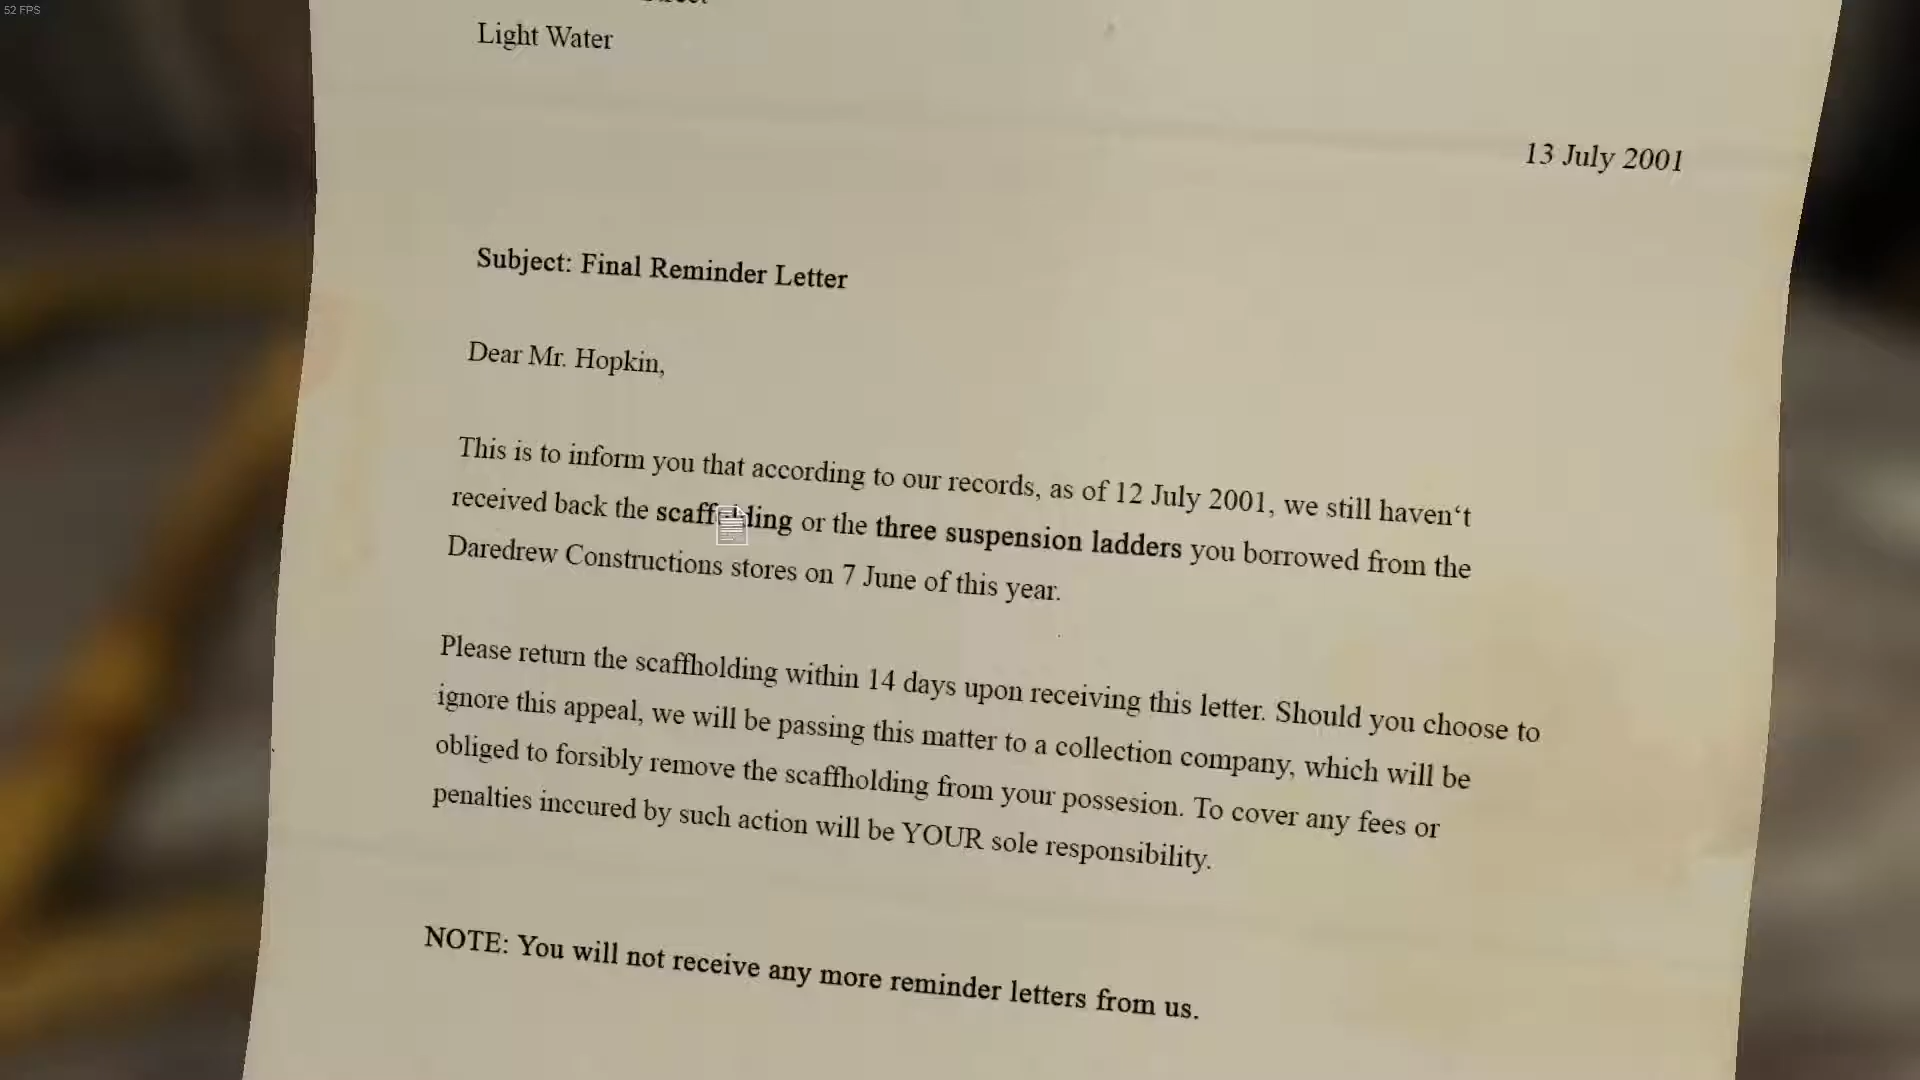 52 FPS
Light Water
13 July 2001
Subject: Final Reminder Letter
Dear Mr. Hopkin,
This is to inform you that according to our records, as of 12 July 2001, we still haven‘t
received back the or the three suspension ladders you borrowed from the
Daredrew Constructions stores on 7 June of this year.
Please return the scaffholding within 14 days upon receiving this letter. Should you choose to
ignore this appeal, we will be passing this matter to a collection company, which will be
obliged to forsibly remove the scaffholding from your possesion. To cover any fees or
penalties inccured by such action will be YOUR sole responsibility.
NOTE: You will not receive any more reminder letters from us.